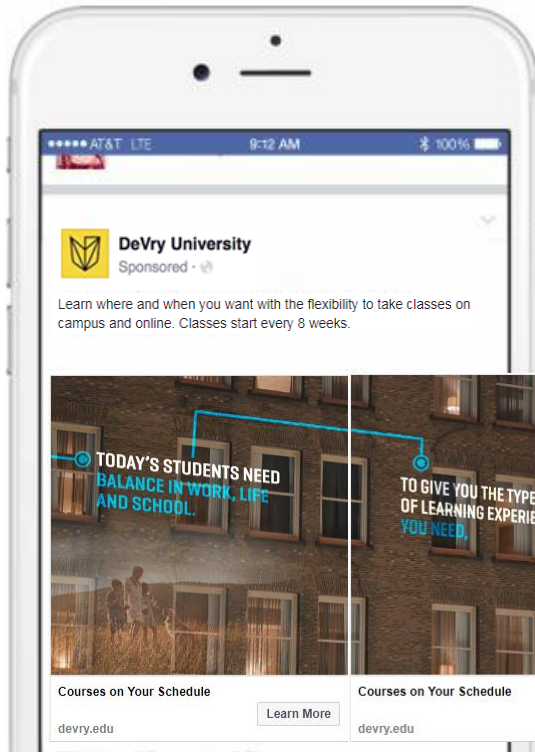 AT&T LTE 9:12 AM 100%
DeVry University
Sponsored ·
Learn where and when you want with the flexibility to take classes on
campus and online. Classes start every 8 weeks.
TODAY'S STUDENTS NEED
BALANCE IN WORK, LIFE
AND SCHOOL.
TO GIVE YOU THE TYPE
OF LEARNING EXPERIE
YOU NEED,
Courses on Your Schedule
Learn More
devry.edu
Courses on Your Schedule
devry.edu